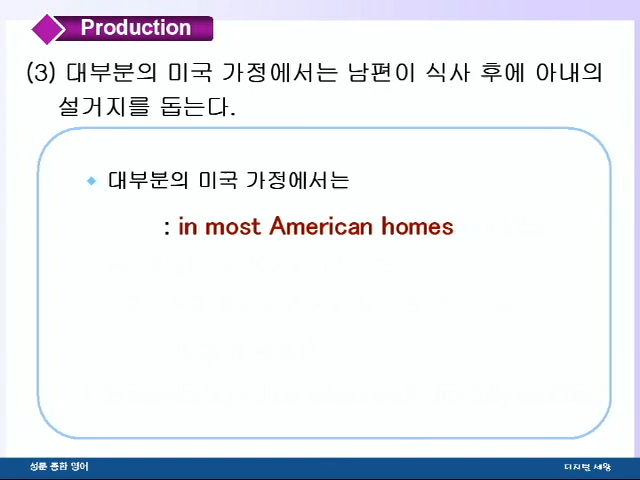 Production
(3) 대부분의 미국 가정에서는 남편이 식사 후에 아내의
설거지를 돕는다.
◆ 대부분의 미국 가정에서는
: in most American homes
성문 종합 영어
디지털 세왕